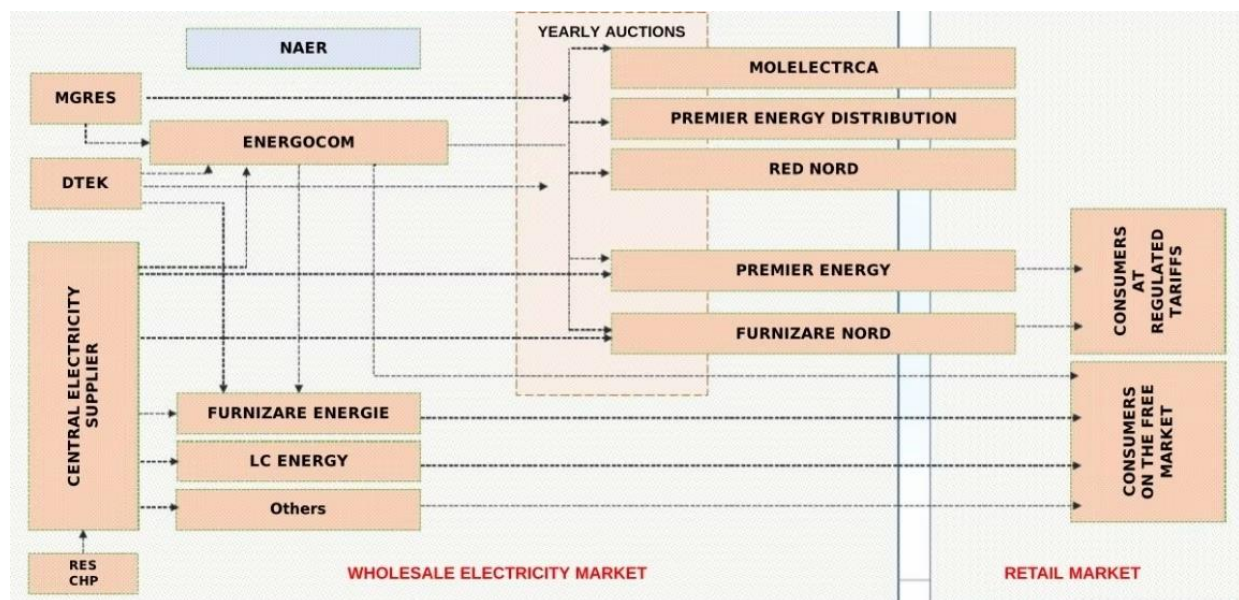 YEARLY AUCTIONS
NAER
MOLELECTRCA
MGRES
PREMIER ENERGY DISTRIBUTION
ENERGOCOM
RED NORD
DTEK
PREMIER ENERGY
CONSUMERS
AT
REGULATED
TARIFFS
FURNIZARE NORD
CENTRAL ELECTRICITY
SUPPLIER
FURNIZARE ENERGIE
LC ENERGY
Others
CONSUMERS
ON THE FREE
MARKET
RES
CHP
WHOLESALE ELECTRICITY MARKET
RETAIL MARKET